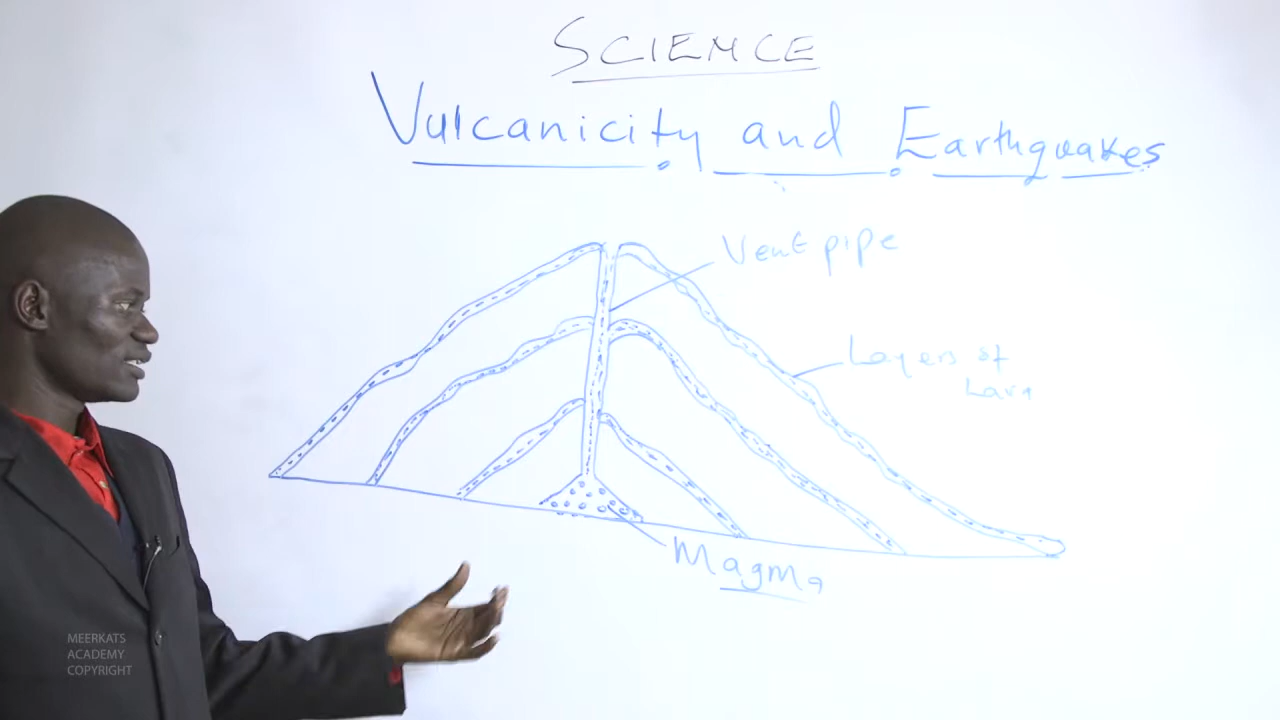 SCIENCE
Vulcanicity and Earthquakes
Vent pipe
Layers of
Lava
Magma
MEERKATS
ACADEMY
COPYRIGHT